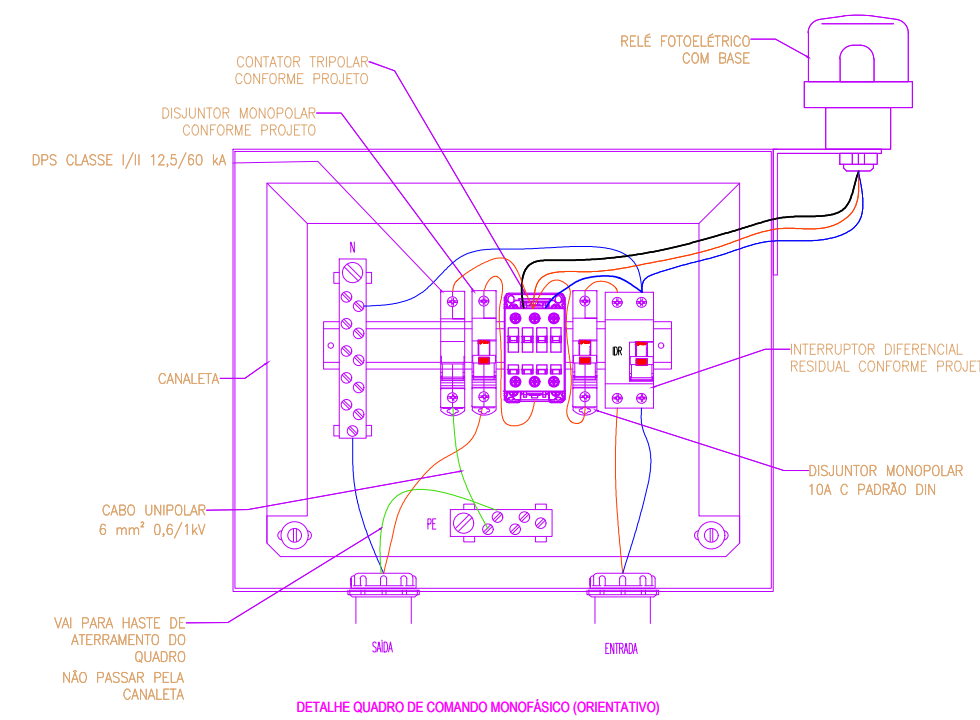 RELÉ FOTOELÉTRICO
COM BASE
CONTATOR TRIPOLAR
CONFORME PROJETO
DISJUNTOR MONOPOLAR
CONFORME PROJETO
DPS CLASSE I/II 12,5/60 kA
N
IDR
INTERRUPTOR DIFERENCIAL
RESIDUAL CONFORME PROJET
CANALETA
DISJUNTOR MONOPOLAR
10A C PADRÃO DIN
CABO UNIPOLAR
6 mm² 0,6/1kV
PE
VAI PARA HASTE DE
ATERRAMENTO DO
QUADRO
NÃO PASSAR PELA
CANALETA
SAÍDA
ENTRADA
DETALHE QUADRO DE COMANDO MONOFÁSICO (ORIENTATIVO)